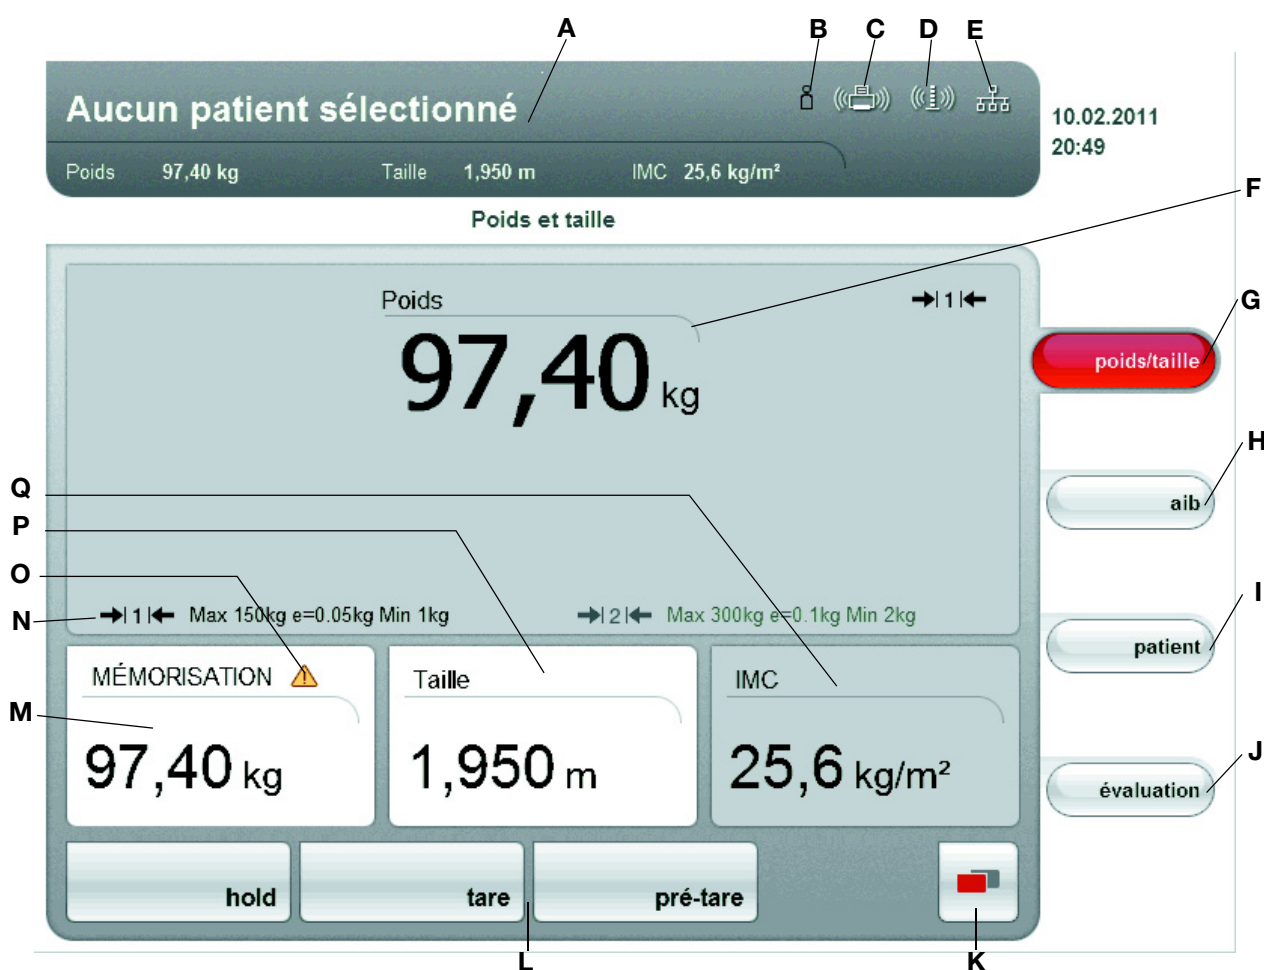 A B C D E
Aucun patient sélectionné
10.02.2011
20:49
Poids 97,40 kg Taille 1,950 m IMC 25,6 kg/m²
Poids et taille
F
Poids
→|1|←
G
97,40 kg
poids/taille
H
aib
Q
P
O
N
→|1|← Max 150kg e=0.05kg Min 1kg →|2|← Max 300kg e=0.1kg Min 2kg
I
patient
MÉMORISATION
Taille
IMC
M
97,40 kg
1,950 m
25,6 kg/m²
J
évaluation
hold
tare
pré-tare
L
K